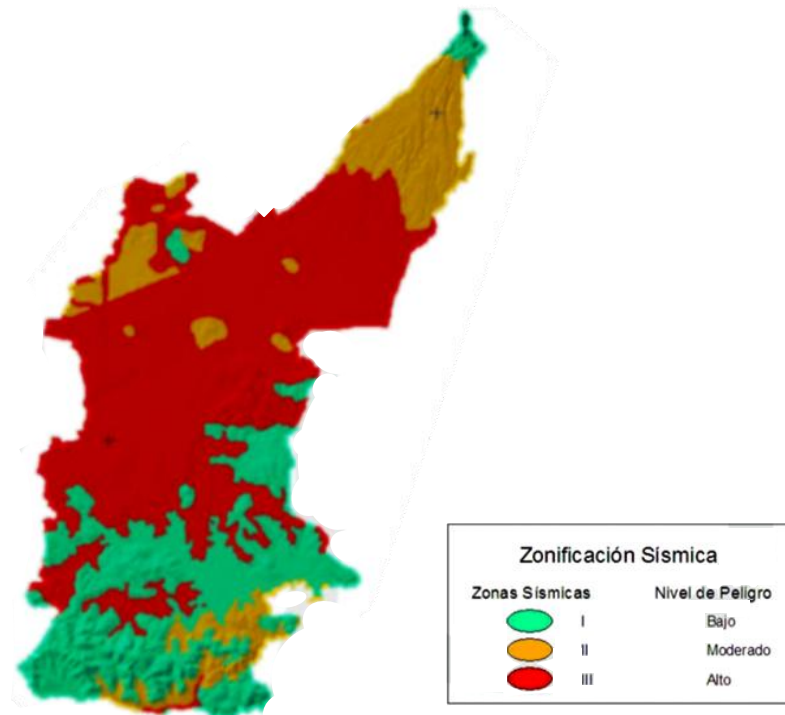 Zonificación Sísmica
Zonas Sísmicas Nivel de Peligro
I Bajo
II Moderado
III Alto